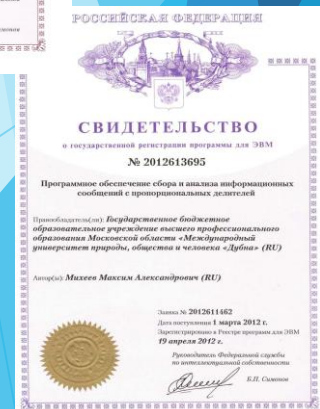 РОССИЙСКАЯ ФЕДЕРАЦИЯ
СВИДЕТЕЛЬСТВО
о государственной регистрации программы для ЭВМ
№ 2012613695
Программное обеспечение сбора и анализа информационных
сообщений с пропорциональных делителей
Правообладатель(ли): Государственное бюджетное
образовательное учреждение высшего профессионального
образования Московской области «Международный
университет природы, общества и человека «Дубна» (RU)
Автор(ы): Михеев Максим Александрович (RU)
Заявка № 2012611462
Дата поступления 1 марта 2012 г.
Зарегистрировано в Реестре программ для ЭВМ
19 апреля 2012 г.
Руководитель Федеральной службы
по интеллектуальной собственности
Б.П. Симонов